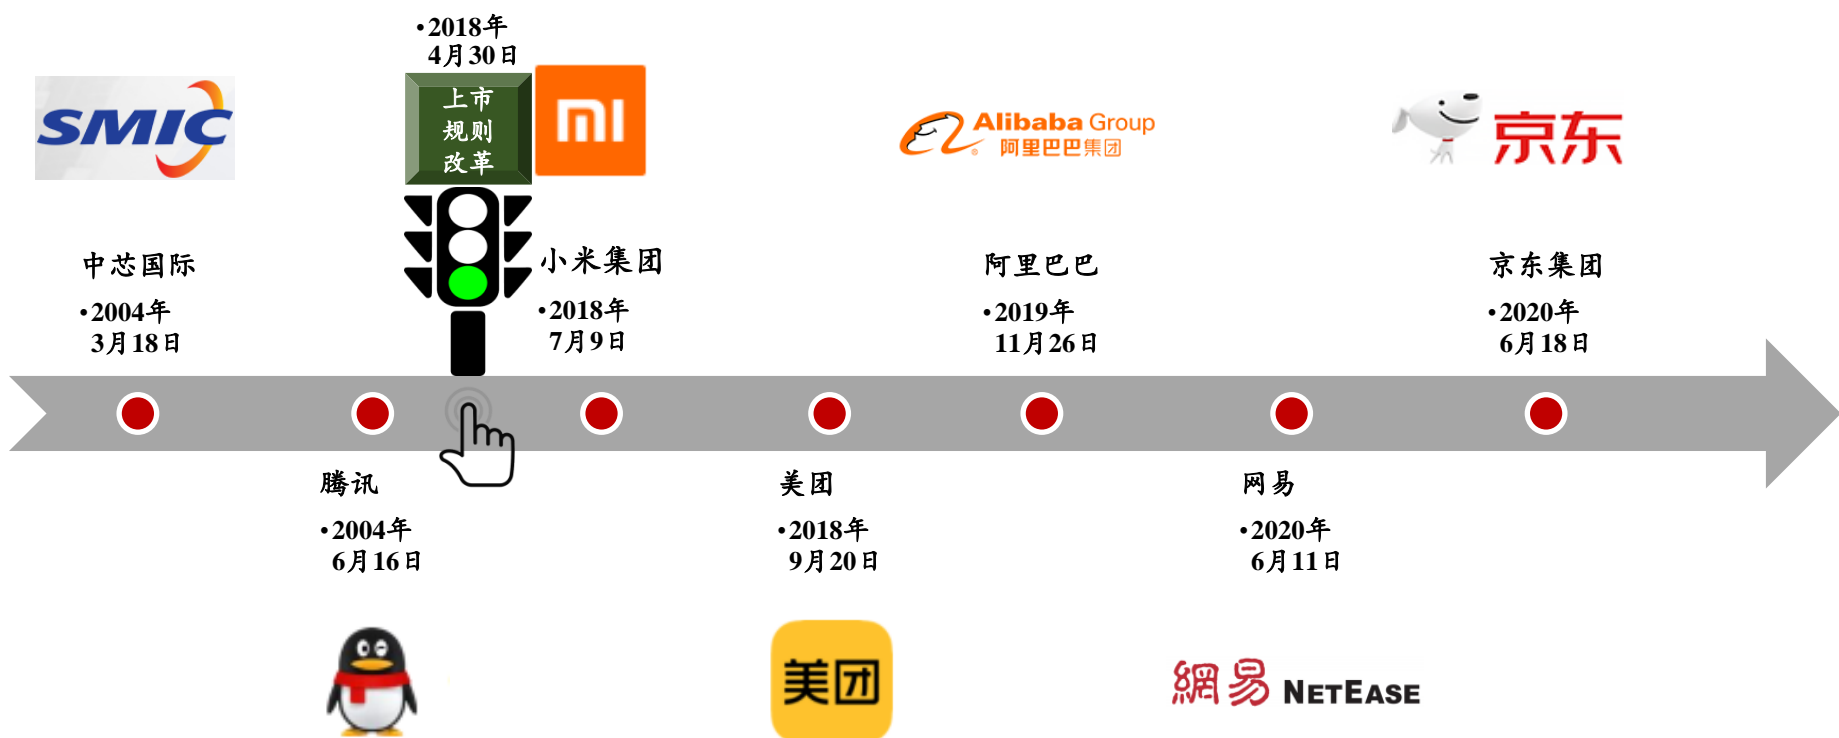 SMIC
中芯国际
•2004年
3月18日
腾讯
•2004年
6月16日
•2018年
4月30日
上市
规则
改革
mi
小米集团
•2018年
7月9日
美团
•2018年
9月20日
美团
Alibaba Group
阿里巴巴集团
阿里巴巴
•2019年
11月26日
网易
•2020年
6月11日
網易 NETEASE
京东
京东集团
•2020年
6月18日